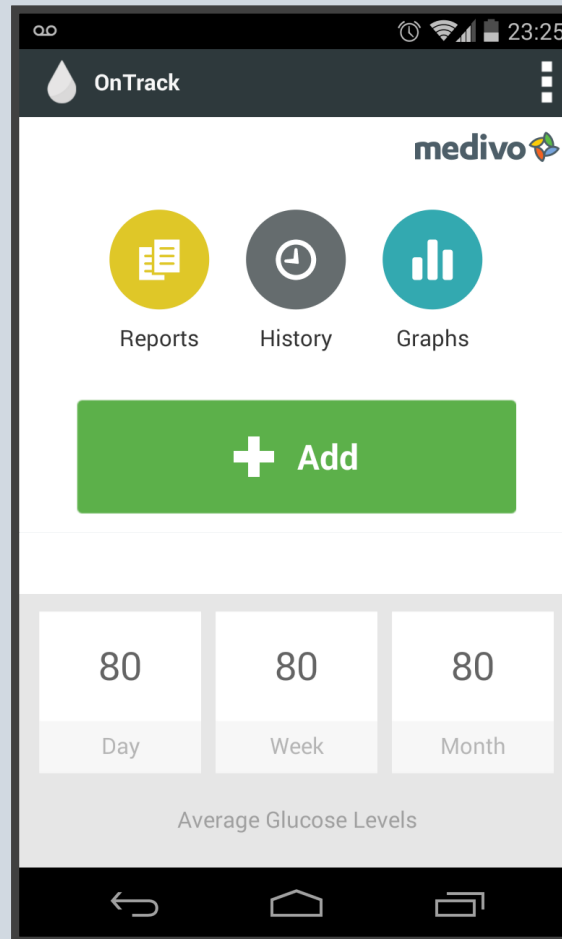 23:25
OnTrack
medivo
Reports History Graphs
Add
80 80 80
Day Week Month
Average Glucose Levels